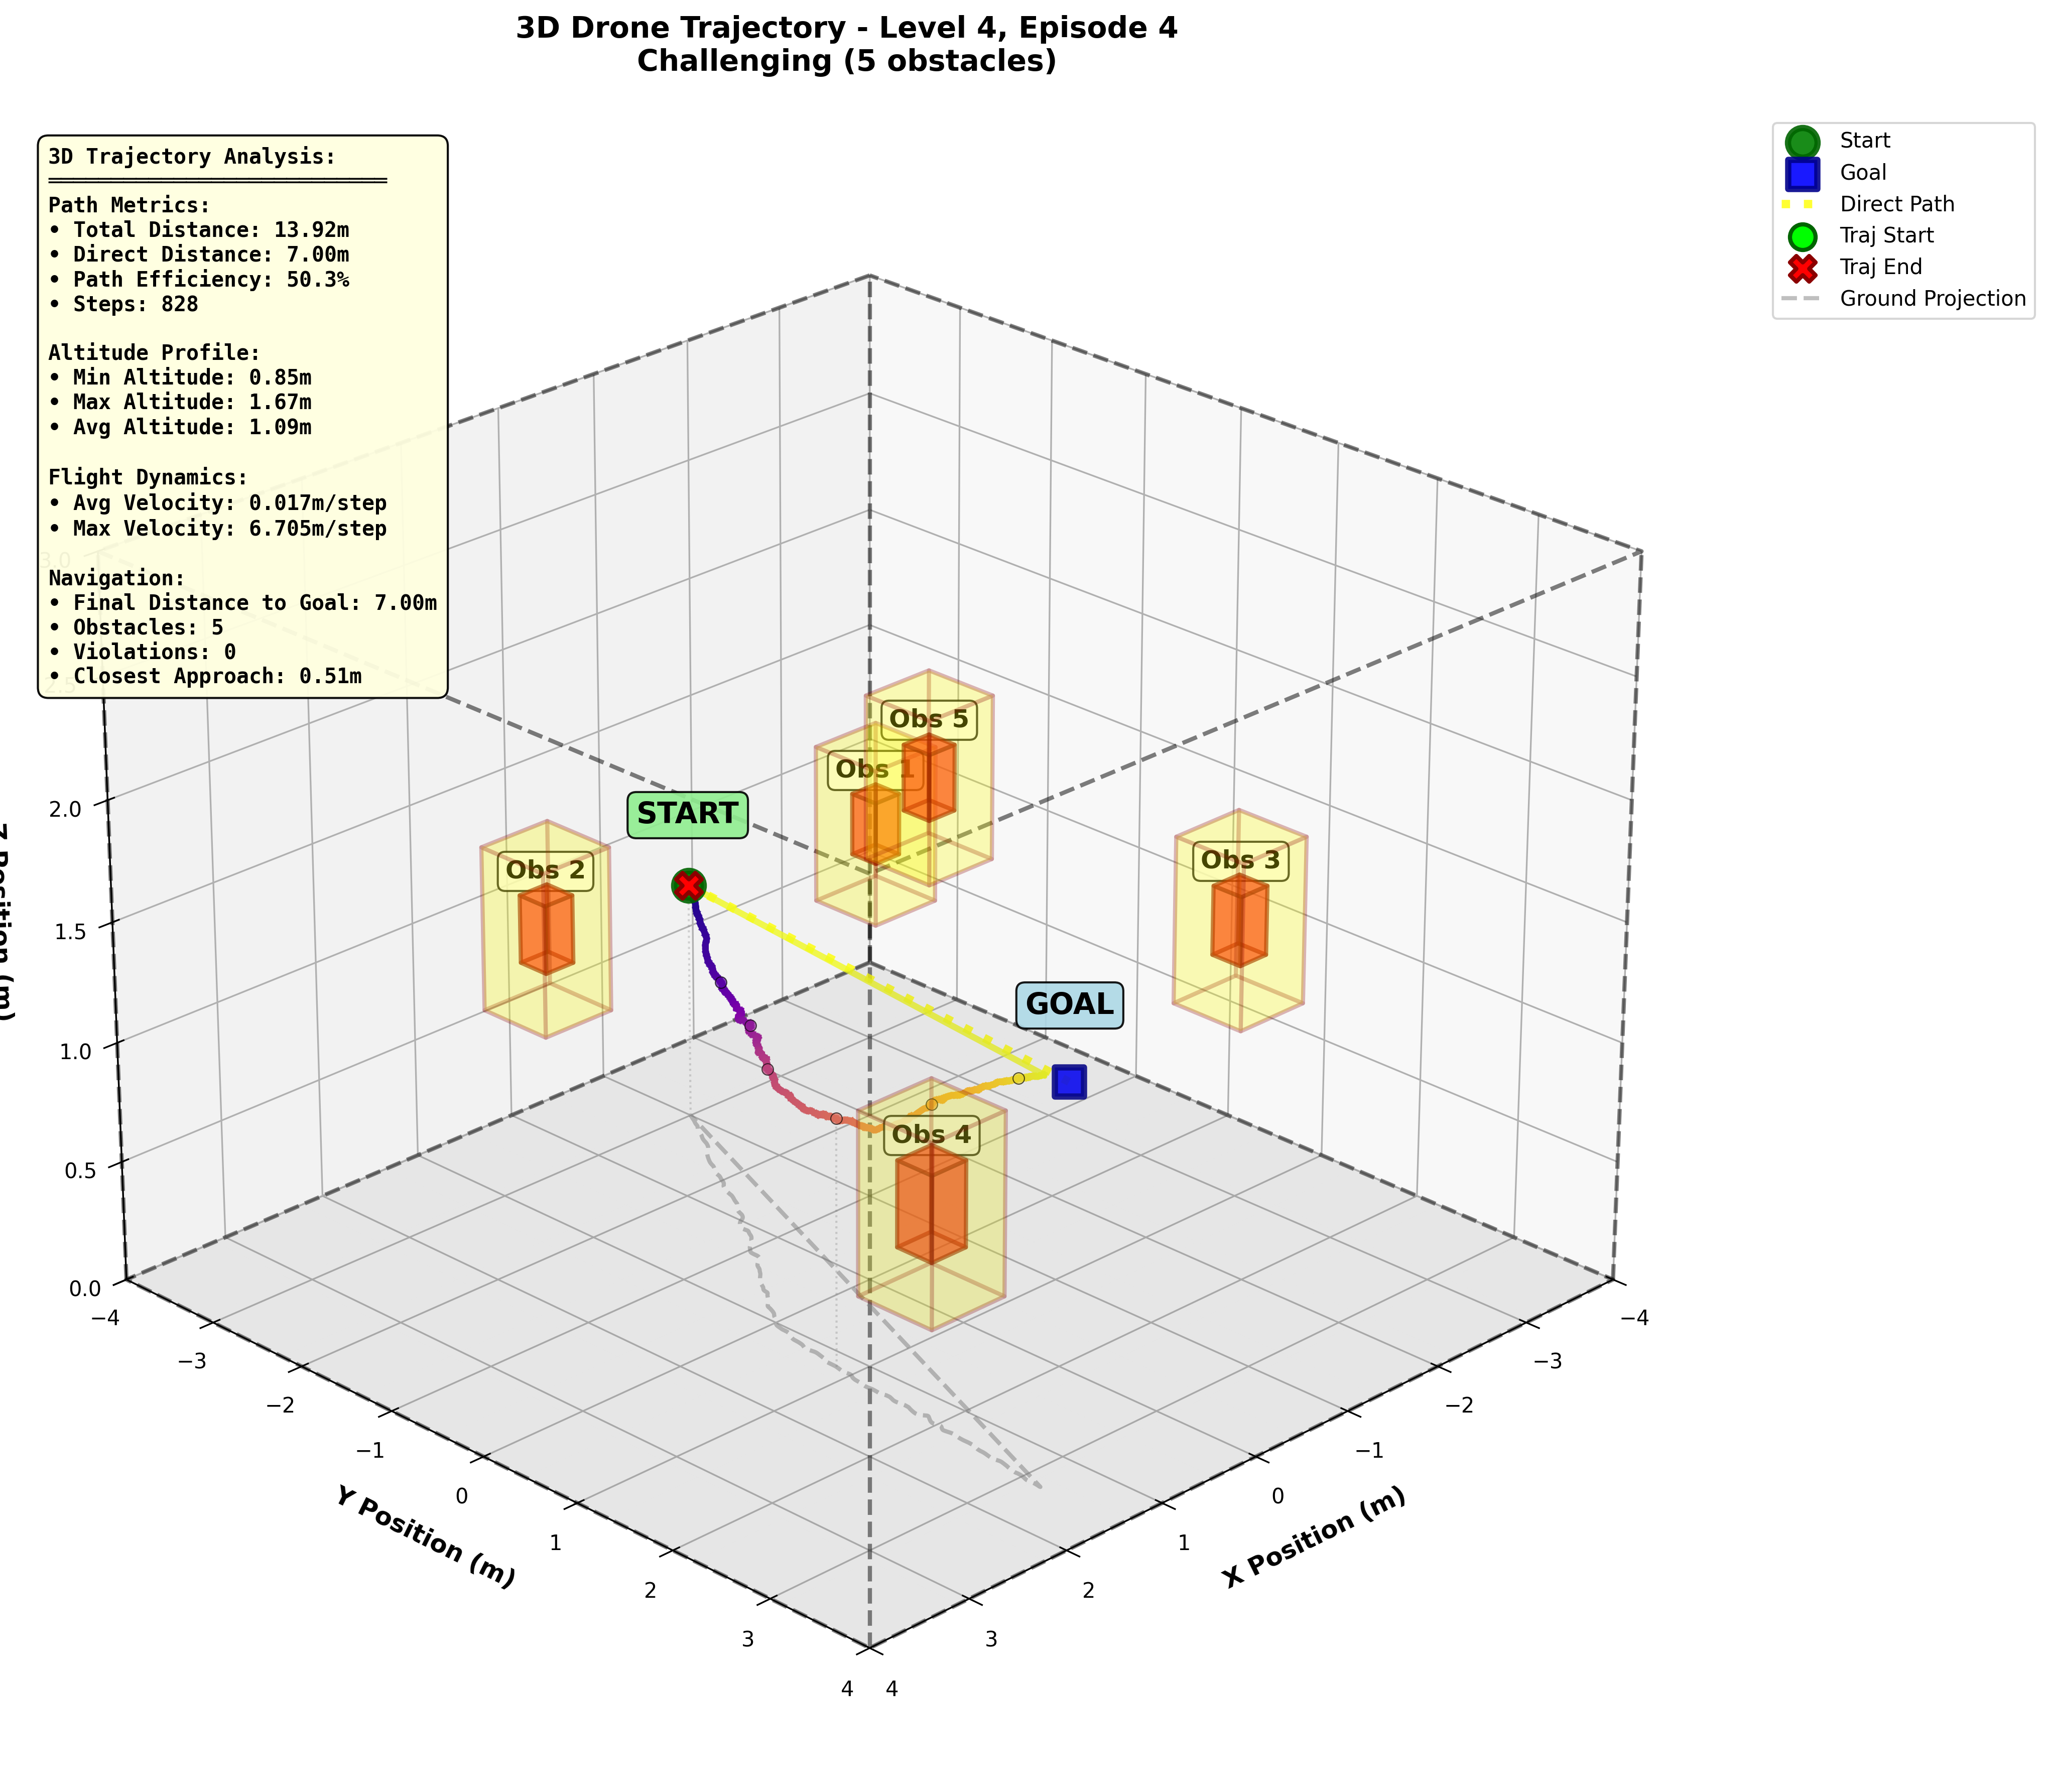 3D Drone Trajectory - Level 4, Episode 4
Challenging (5 obstacles)
3D Trajectory Analysis:
Path Metrics:
• Total Distance: 13.92m
• Direct Distance: 7.00m
• Path Efficiency: 50.3%
• Steps: 828
Altitude Profile:
• Min Altitude: 0.85m
• Max Altitude: 1.67m
• Avg Altitude: 1.09m
Flight Dynamics:
• Avg Velocity: 0.017m/step
• Max Velocity: 6.705m/step
Navigation:
• Final Distance to Goal: 7.00m
• Obstacles: 5
• Violations: 0
• Closest Approach: 0.51m
Start
Goal
Direct Path
Traj Start
Traj End
Ground Projection
Obs 5
Obs 1
START
Obs 2
Obs 3
GOAL
Obs 4
3.0
2.5
2.0
1.5
1.0
0.5
0.0
Z Position (m)
−4
−3
−2
−1
0
1
2
3
4
Y Position (m)
4
3
2
1
0
−1
−2
−3
−4
X Position (m)